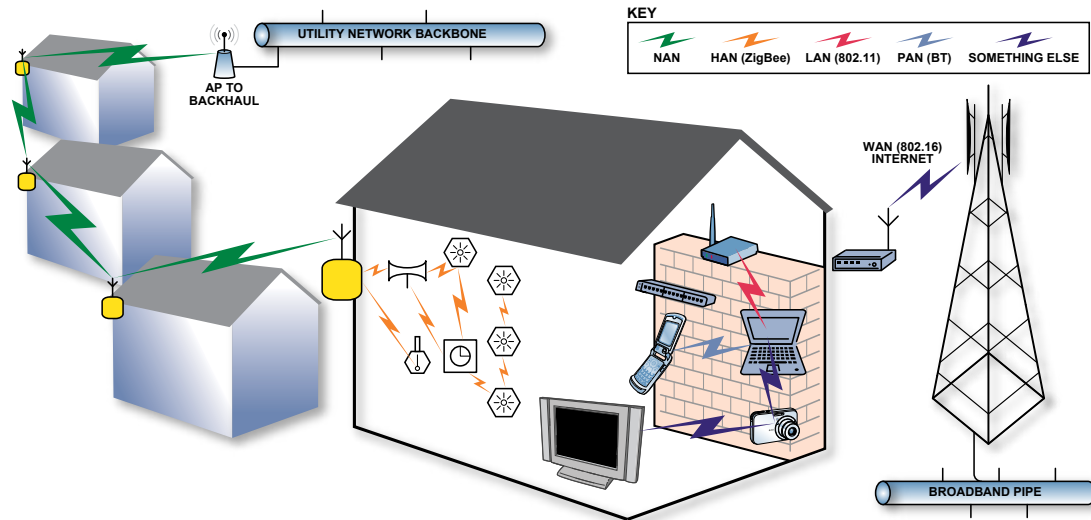 UTILITY NETWORK BACKBONE
AP TO
BACKHAUL
KEY
NAN
HAN (ZigBee)
LAN (802.11)
PAN (BT)
SOMETHING ELSE
WAN (802.16)
INTERNET
BROADBAND PIPE